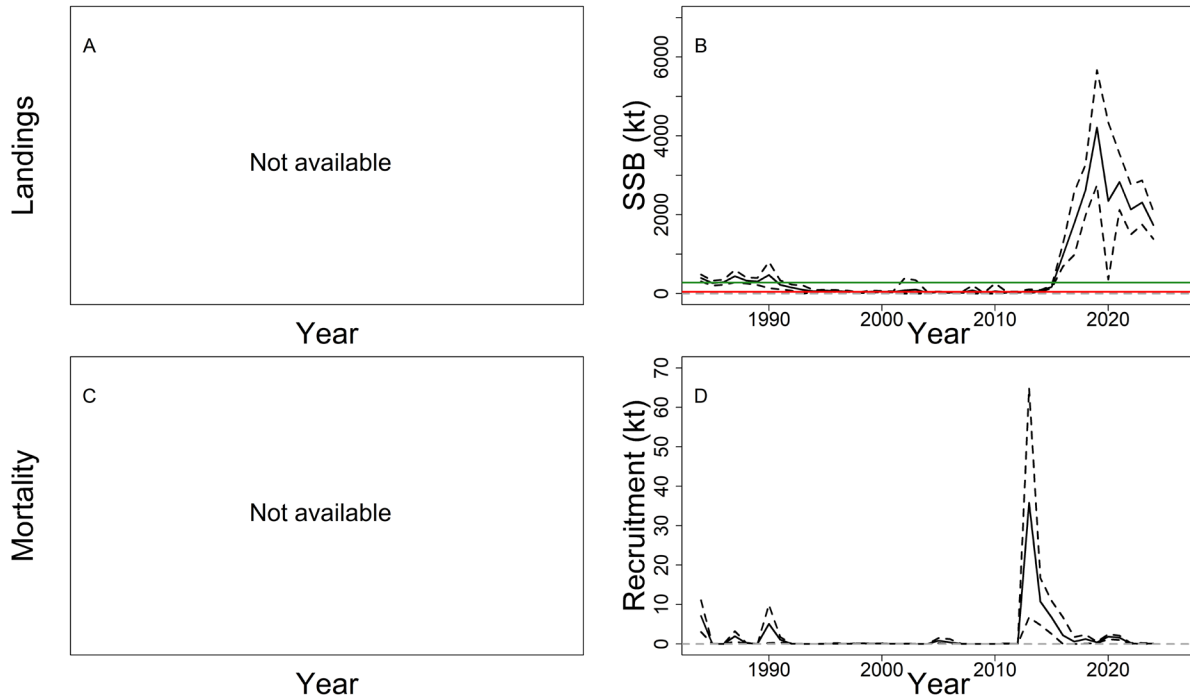 A
Landings
Not available
Year
B
SSB (kt)
6000
4000
2000
0
1990
2000
2010
2020
Year
C
Mortality
Not available
Year
D
Recruitment (kt)
70
60
50
40
30
20
10
0
1990
2000
2010
2020
Year